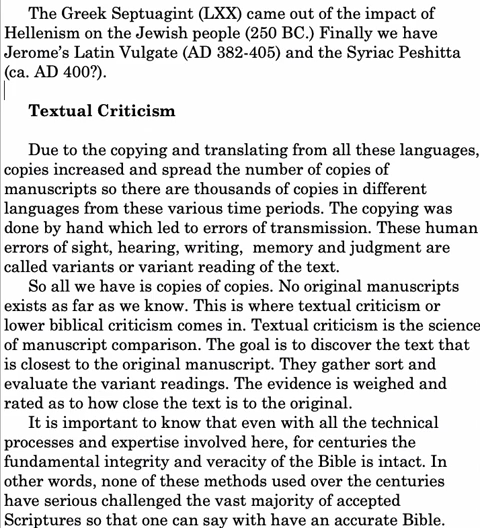 The Greek Septuagint (LXX) came out of the impact of
Hellenism on the Jewish people (250 BC.) Finally we have
Jerome's Latin Vulgate (AD 382-405) and the Syriac Peshitta
(ca. AD 400?).
Textual Criticism
Due to the copying and translating from all these languages,
copies increased and spread the number of copies of
manuscripts so there are thousands of copies in different
languages from these various time periods. The copying was
done by hand which led to errors of transmission. These human
errors of sight, hearing, writing,  memory and judgment are
called variants or variant reading of the text.
So all we have is copies of copies. No original manuscripts
exists as far as we know. This is where textual criticism or
lower biblical criticism comes in. Textual criticism is the science
of manuscript comparison. The goal is to discover the text that
is closest to the original manuscript. They gather sort and
evaluate the variant readings. The evidence is weighed and
rated as to how close the text is to the original.
It is important to know that even with all the technical
processes and expertise involved here, for centuries the
fundamental integrity and veracity of the Bible is intact. In
other words, none of these methods used over the centuries
have serious challenged the vast majority of accepted
Scriptures so that one can say with have an accurate Bible.